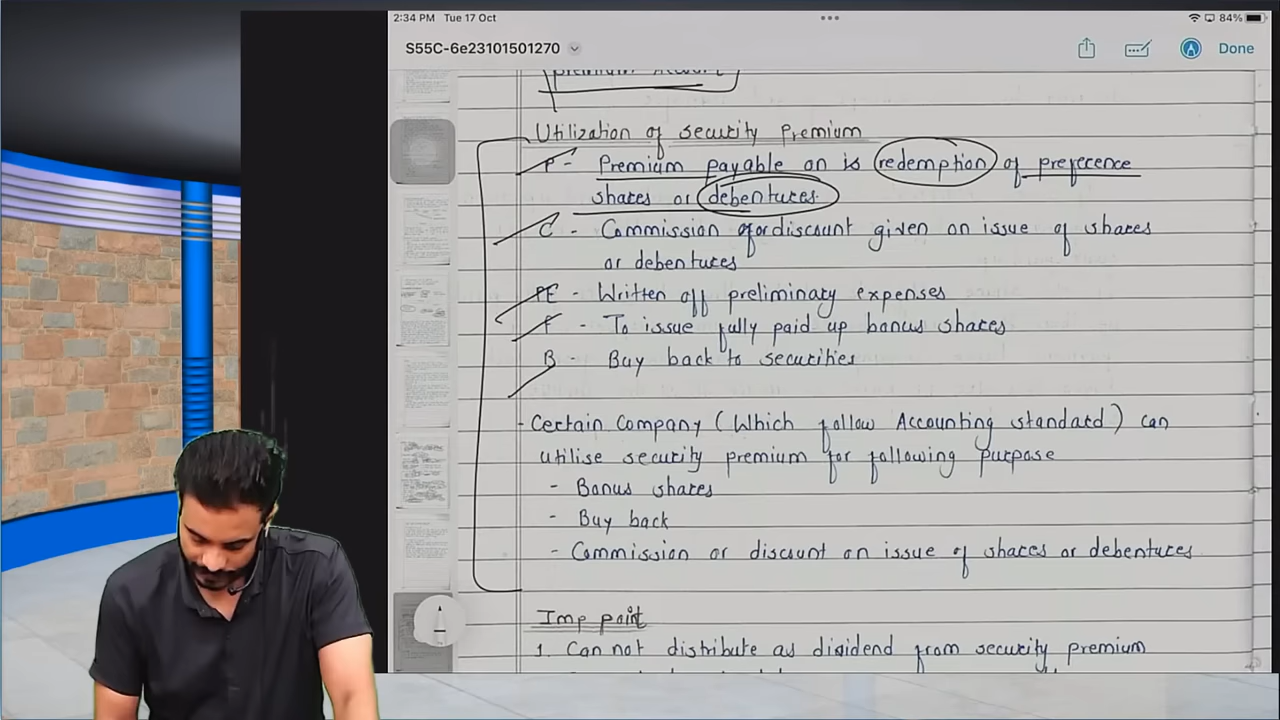 2:34 PM Tue 17 Oct
84%
S55C-6e23101501270
Done
premium Account
Utilization of security Premium
P - Premium payable on is redemption of preference
shares or debentures.
C - Commission of or discount given on issue of shares
or debentures
PE - Written off preliminary expenses
F - To issue fully paid up bonus shares
B - Buy back to securities
- Certain Company (Which follow Accounting standard) can
utilise security premium for following purpose
- Bonus shares
- Buy back
- Commission or discount on issue of shares or debentures
Imp point
1. Can not distribute as dividend from security premium